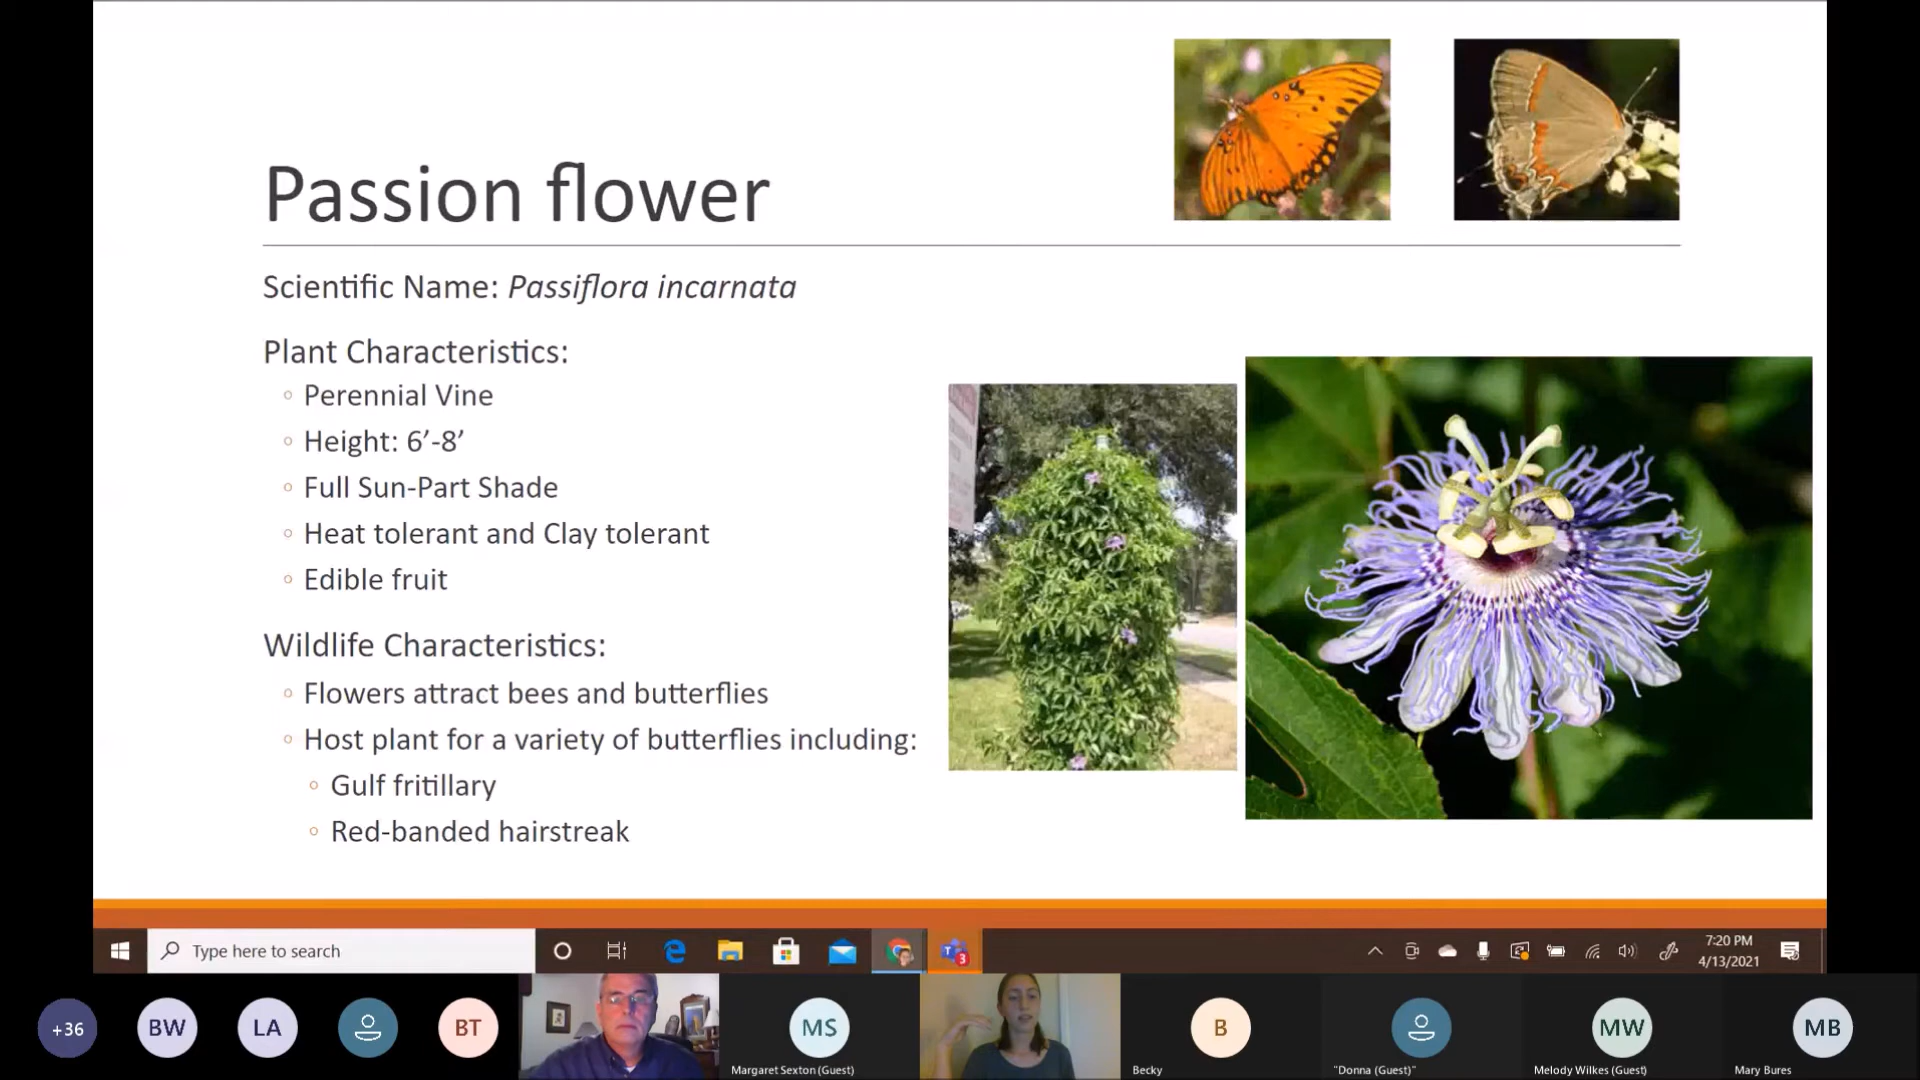 Passion flower
Scientific Name: Passiflora incarnata
Plant Characteristics:
◦ Perennial Vine
◦ Height: 6’-8’
◦ Full Sun-Part Shade
◦ Heat tolerant and Clay tolerant
◦ Edible fruit
Wildlife Characteristics:
◦ Flowers attract bees and butterflies
◦ Host plant for a variety of butterflies including:
◦ Gulf fritillary
◦ Red-banded hairstreak
Type here to search
3
7:20 PM
4/13/2021
+36
BW
LA
BT
MS
Margaret Sexton (Guest)
B
Becky
"Donna (Guest)"
MW
Melody Wilkes (Guest)
MB
Mary Bures